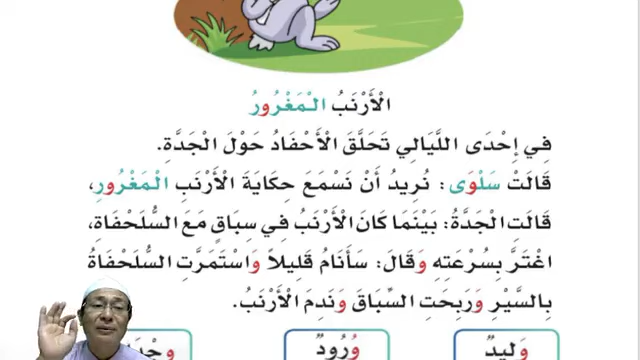 الْأَرْنَبُ الْمَغْرُورُ
فِي إِحْدَى اللَّيَالِي تَحَلَّقَ الْأَحْفَادُ حَوْلَ الْجَدَّةِ.
قَالَتْ سَلْوَى : نُرِيدُ أَنْ نَسْمَعَ حِكَايَةَ الْأَرْنَبِ الْمَغْرُورِ،
قَالَتِ الْجَدَّةُ: بَيْنَمَا كَانَ الْأَرْنَبُ فِي سِبَاقٍ مَعَ السُّلَحْفَاةِ،
اغْتَرَّ بِسُرْعَتِهِ وَقَالَ: سَأَنَامُ قَلِيلاً وَاسْتَمَرَّتِ السُّلَحْفَاةُ
بِالسَّيْرِ وَرَبِحَتِ السِّبَاقَ وَنَدِمَ الْأَرْنَبُ.
وَلِيدٌ وُرُودٌ